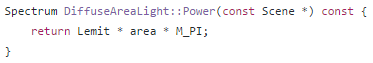 Spectrum DiffuseAreaLight::Power(const Scene *) const {
    return Lemit * area * M_PI;
}